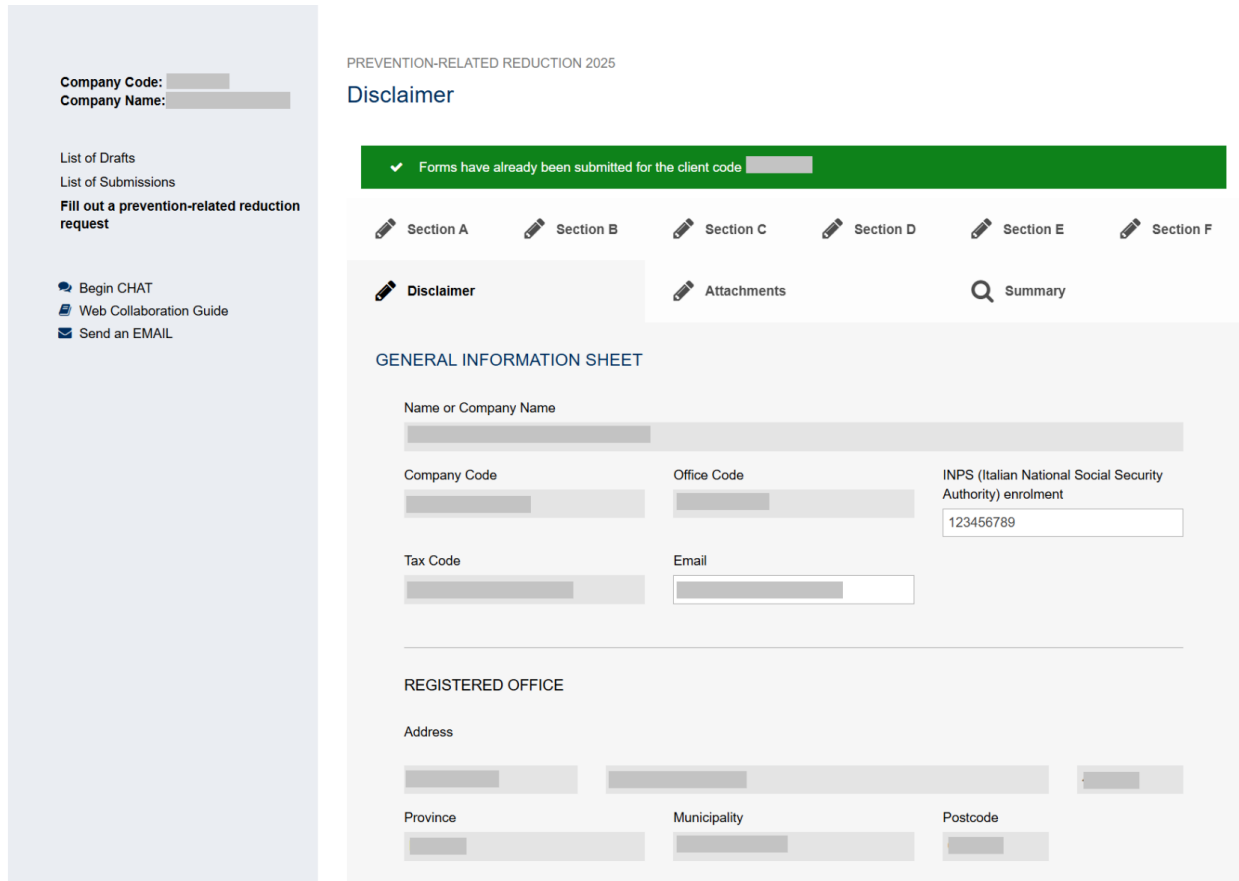 Company Code:
Company Name:
List of Drafts
List of Submissions
Fill out a prevention-related reduction
request
Begin CHAT
Web Collaboration Guide
Send an EMAIL
PREVENTION-RELATED REDUCTION 2025
Disclaimer
Forms have already been submitted for the client code
Section A Section B Section C Section D Section E Section F
Disclaimer Attachments Summary
GENERAL INFORMATION SHEET
Name or Company Name
Company Code Office Code INPS (Italian National Social Security
Authority) enrolment
123456789
Tax Code Email
REGISTERED OFFICE
Address
Province Municipality Postcode